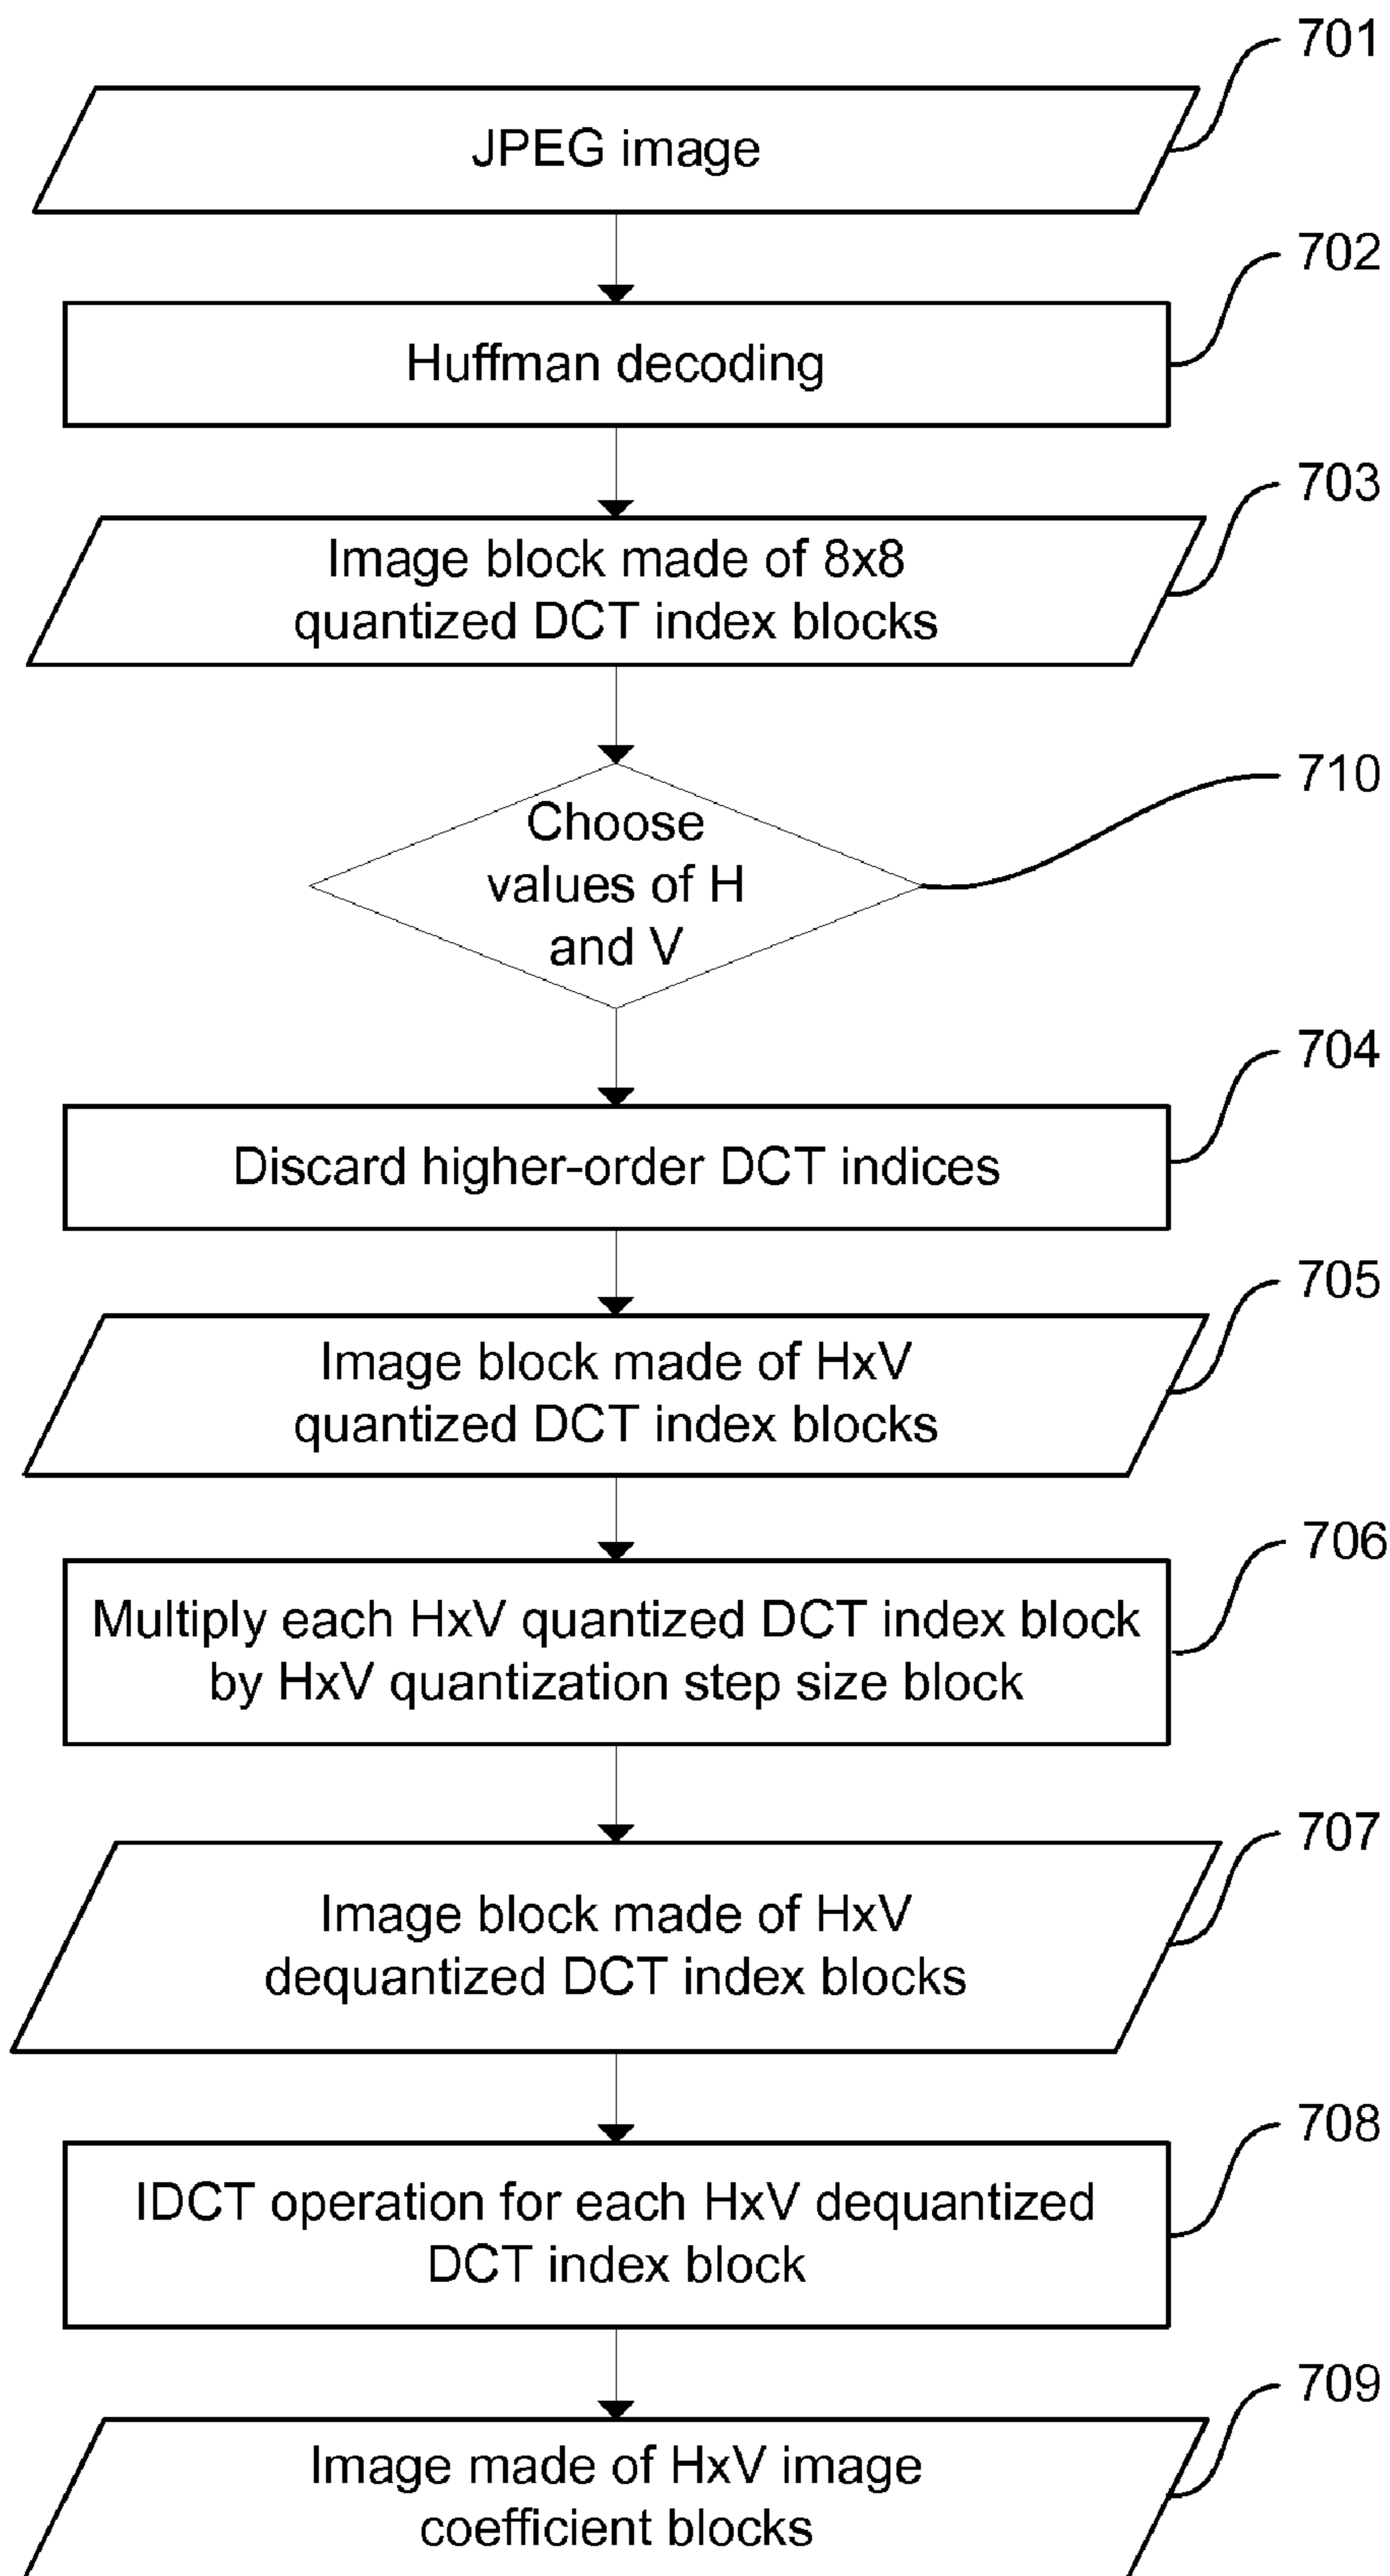 701
JPEG image
702
Huffman decoding
703
Image block made of 8x8
quantized DCT index blocks
710
Choose
values of H
and V
704
Discard higher-order DCT indices
705
Image block made of HxV
quantized DCT index blocks
706
Multiply each HxV quantized DCT index block
by HxV quantization step size block
707
Image block made of HxV
dequantized DCT index blocks
708
IDCT operation for each HxV dequantized
DCT index block
709
Image made of HxV image
coefficient blocks